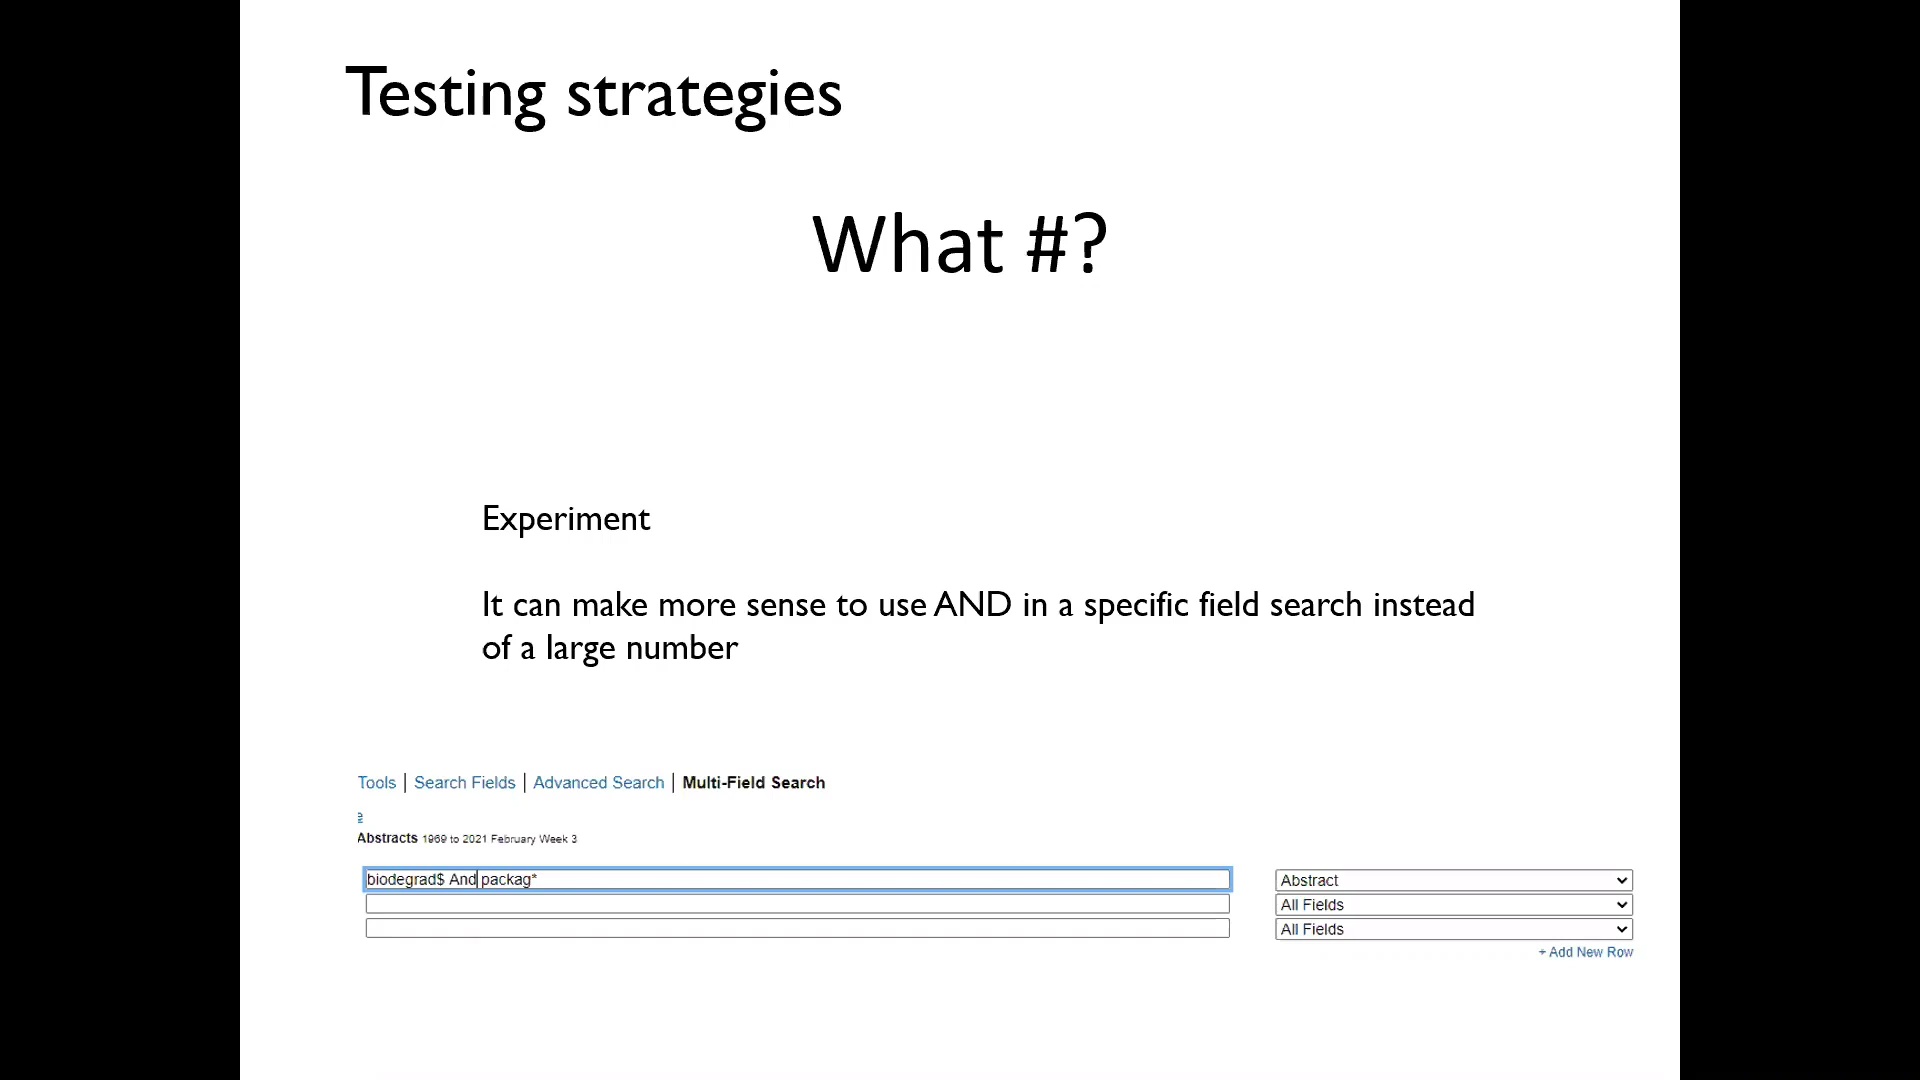 Testing strategies
What #?
Experiment
It can make more sense to use AND in a specific field search instead
of a large number
Tools | Search Fields | Advanced Search | Multi-Field Search
e
Abstracts 1969 to 2021 February Week 3
biodegrad$ And packag* Abstract
All Fields
All Fields
+ Add New Row